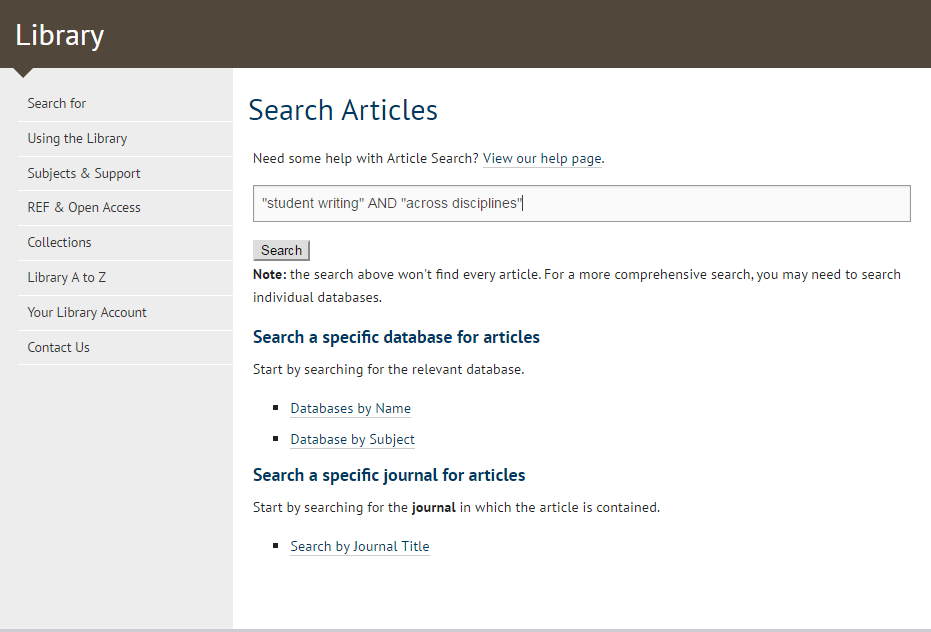 Library
Search for
Using the Library
Subjects & Support
REF & Open Access
Collections
Library A to Z
Your Library Account
Contact Us
Search Articles
Need some help with Article Search? View our help page.
"student writing" AND "across disciplines"
Search
Note: the search above won't find every article. For a more comprehensive search, you may need to search
individual databases.
Search a specific database for articles
Start by searching for the relevant database.
Databases by Name
Database by Subject
Search a specific journal for articles
Start by searching for the journal in which the article is contained.
Search by Journal Title